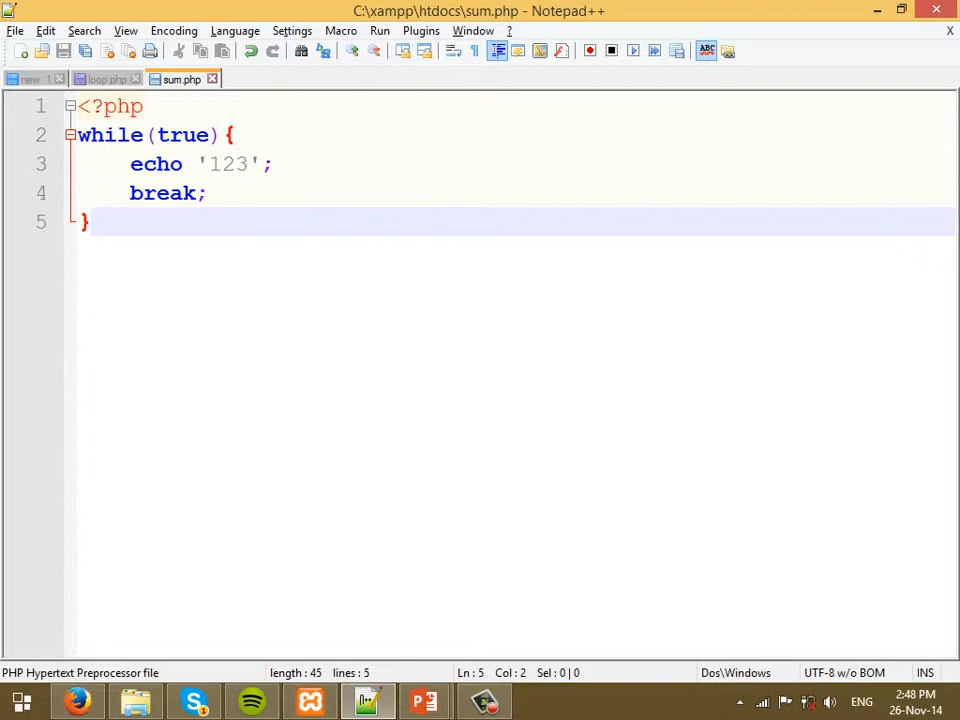 C:\xampp\htdocs\sum.php - Notepad++
File Edit Search View Encoding Language Settings Macro Run Plugins Window ? X
new 1 loop.php sum.php
1 <?php
2 while(true){
3 echo '123';
4 break;
5 }
PHP Hypertext Preprocessor file length : 45 lines : 5 Ln : 5 Col : 2 Sel : 0 | 0 Dos\Windows UTF-8 w/o BOM INS
ENG 2:48 PM
26-Nov-14